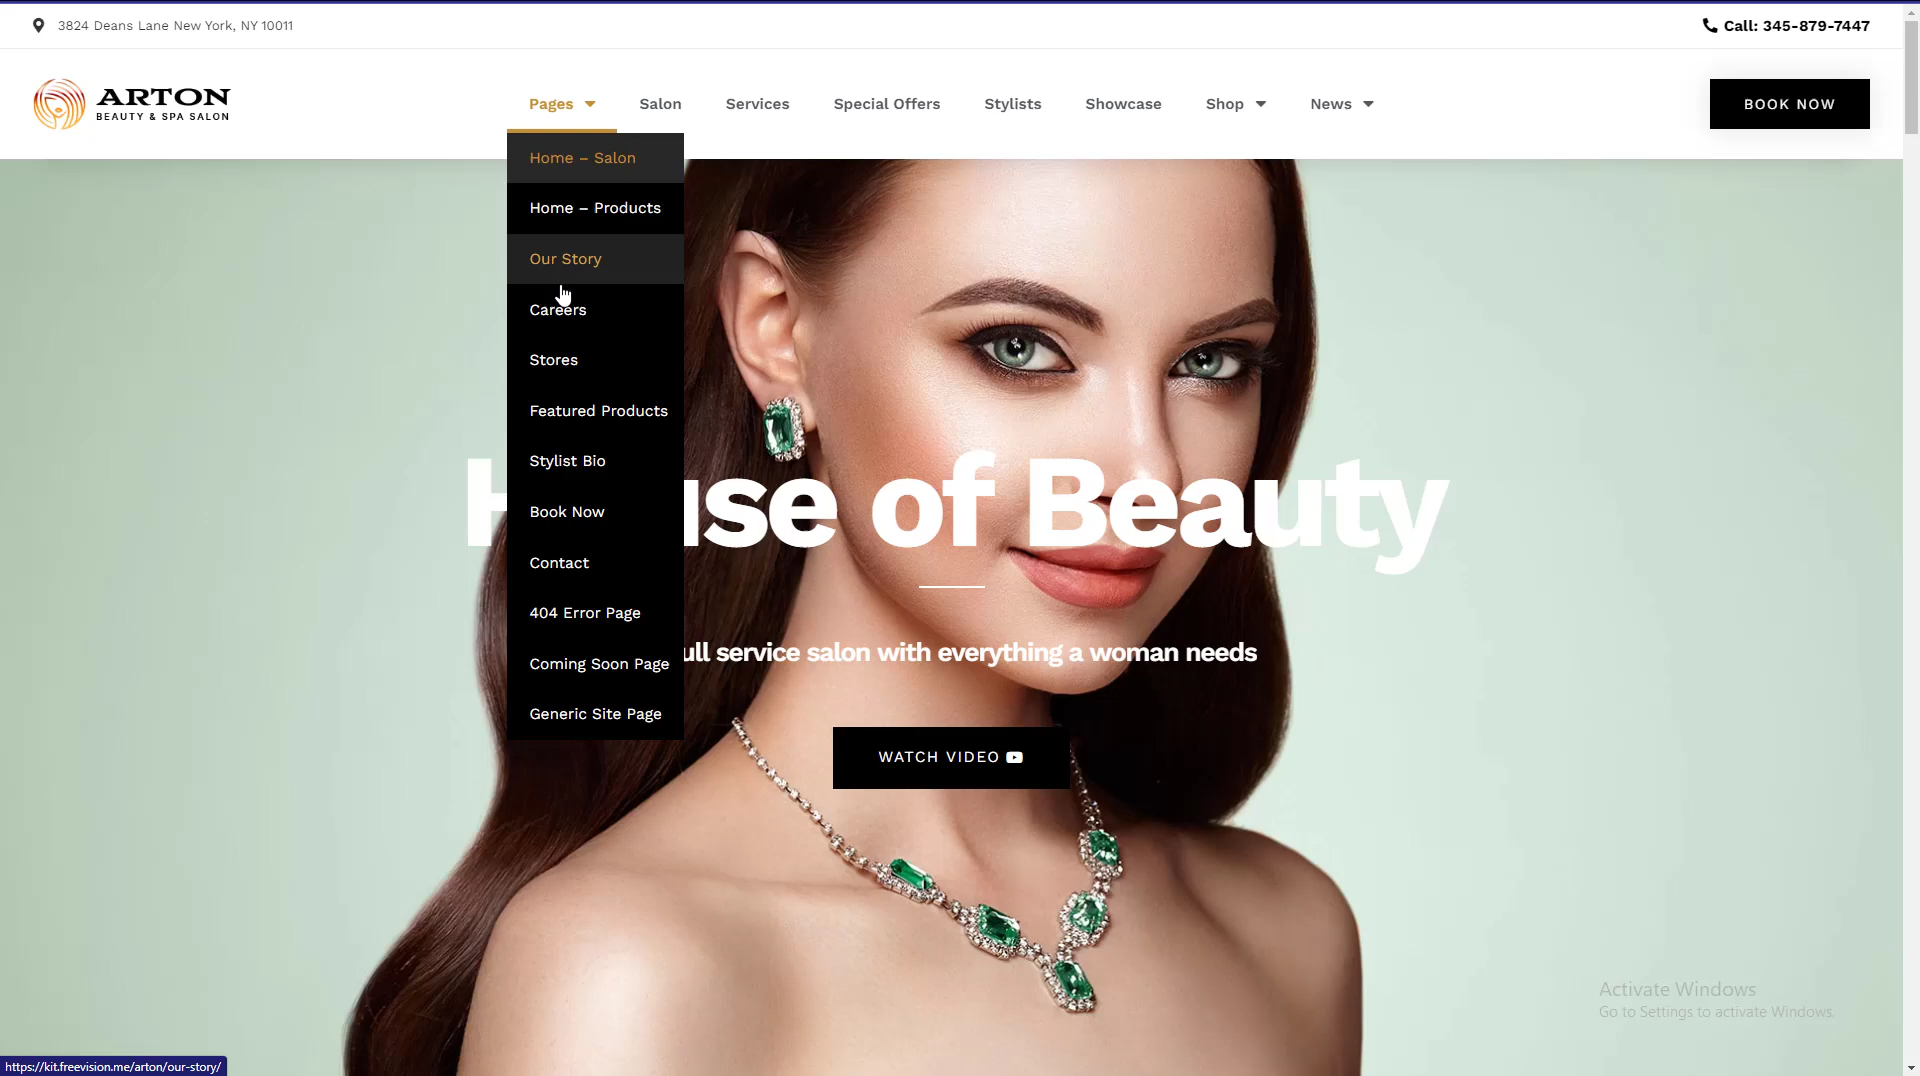 3824 Deans Lane New York, NY 10011
Call: 345-879-7447
ARTON
BEAUTY & SPA SALON
Pages
Salon
Services
Special Offers
Stylists
Showcase
Shop
News
BOOK NOW
Home – Salon
Home – Products
Our Story
Careers
Stores
Featured Products
Stylist Bio
Book Now
Contact
404 Error Page
Coming Soon Page
Generic Site Page
of Beauty
service salon with everything a woman needs
WATCH VIDEO
Activate Windows
Go to Settings to activate Windows.
https://kit.freevision.me/arton/our-story/